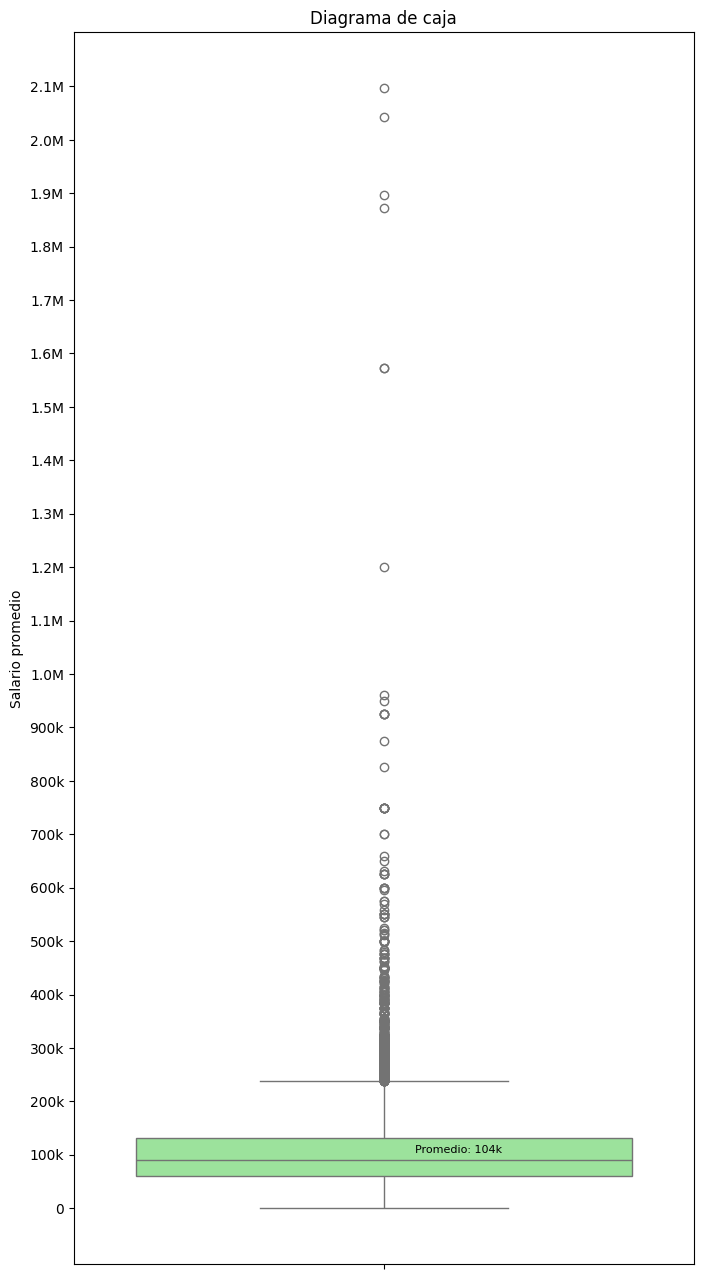 Diagrama de caja
2.1M
2.0M
1.9M
1.8M
1.7M
1.6M
1.5M
1.4M
1.3M
1.2M
1.1M
1.0M
900k
800k
700k
600k
500k
400k
300k
200k
100k
0
Salario promedio
Promedio: 104k